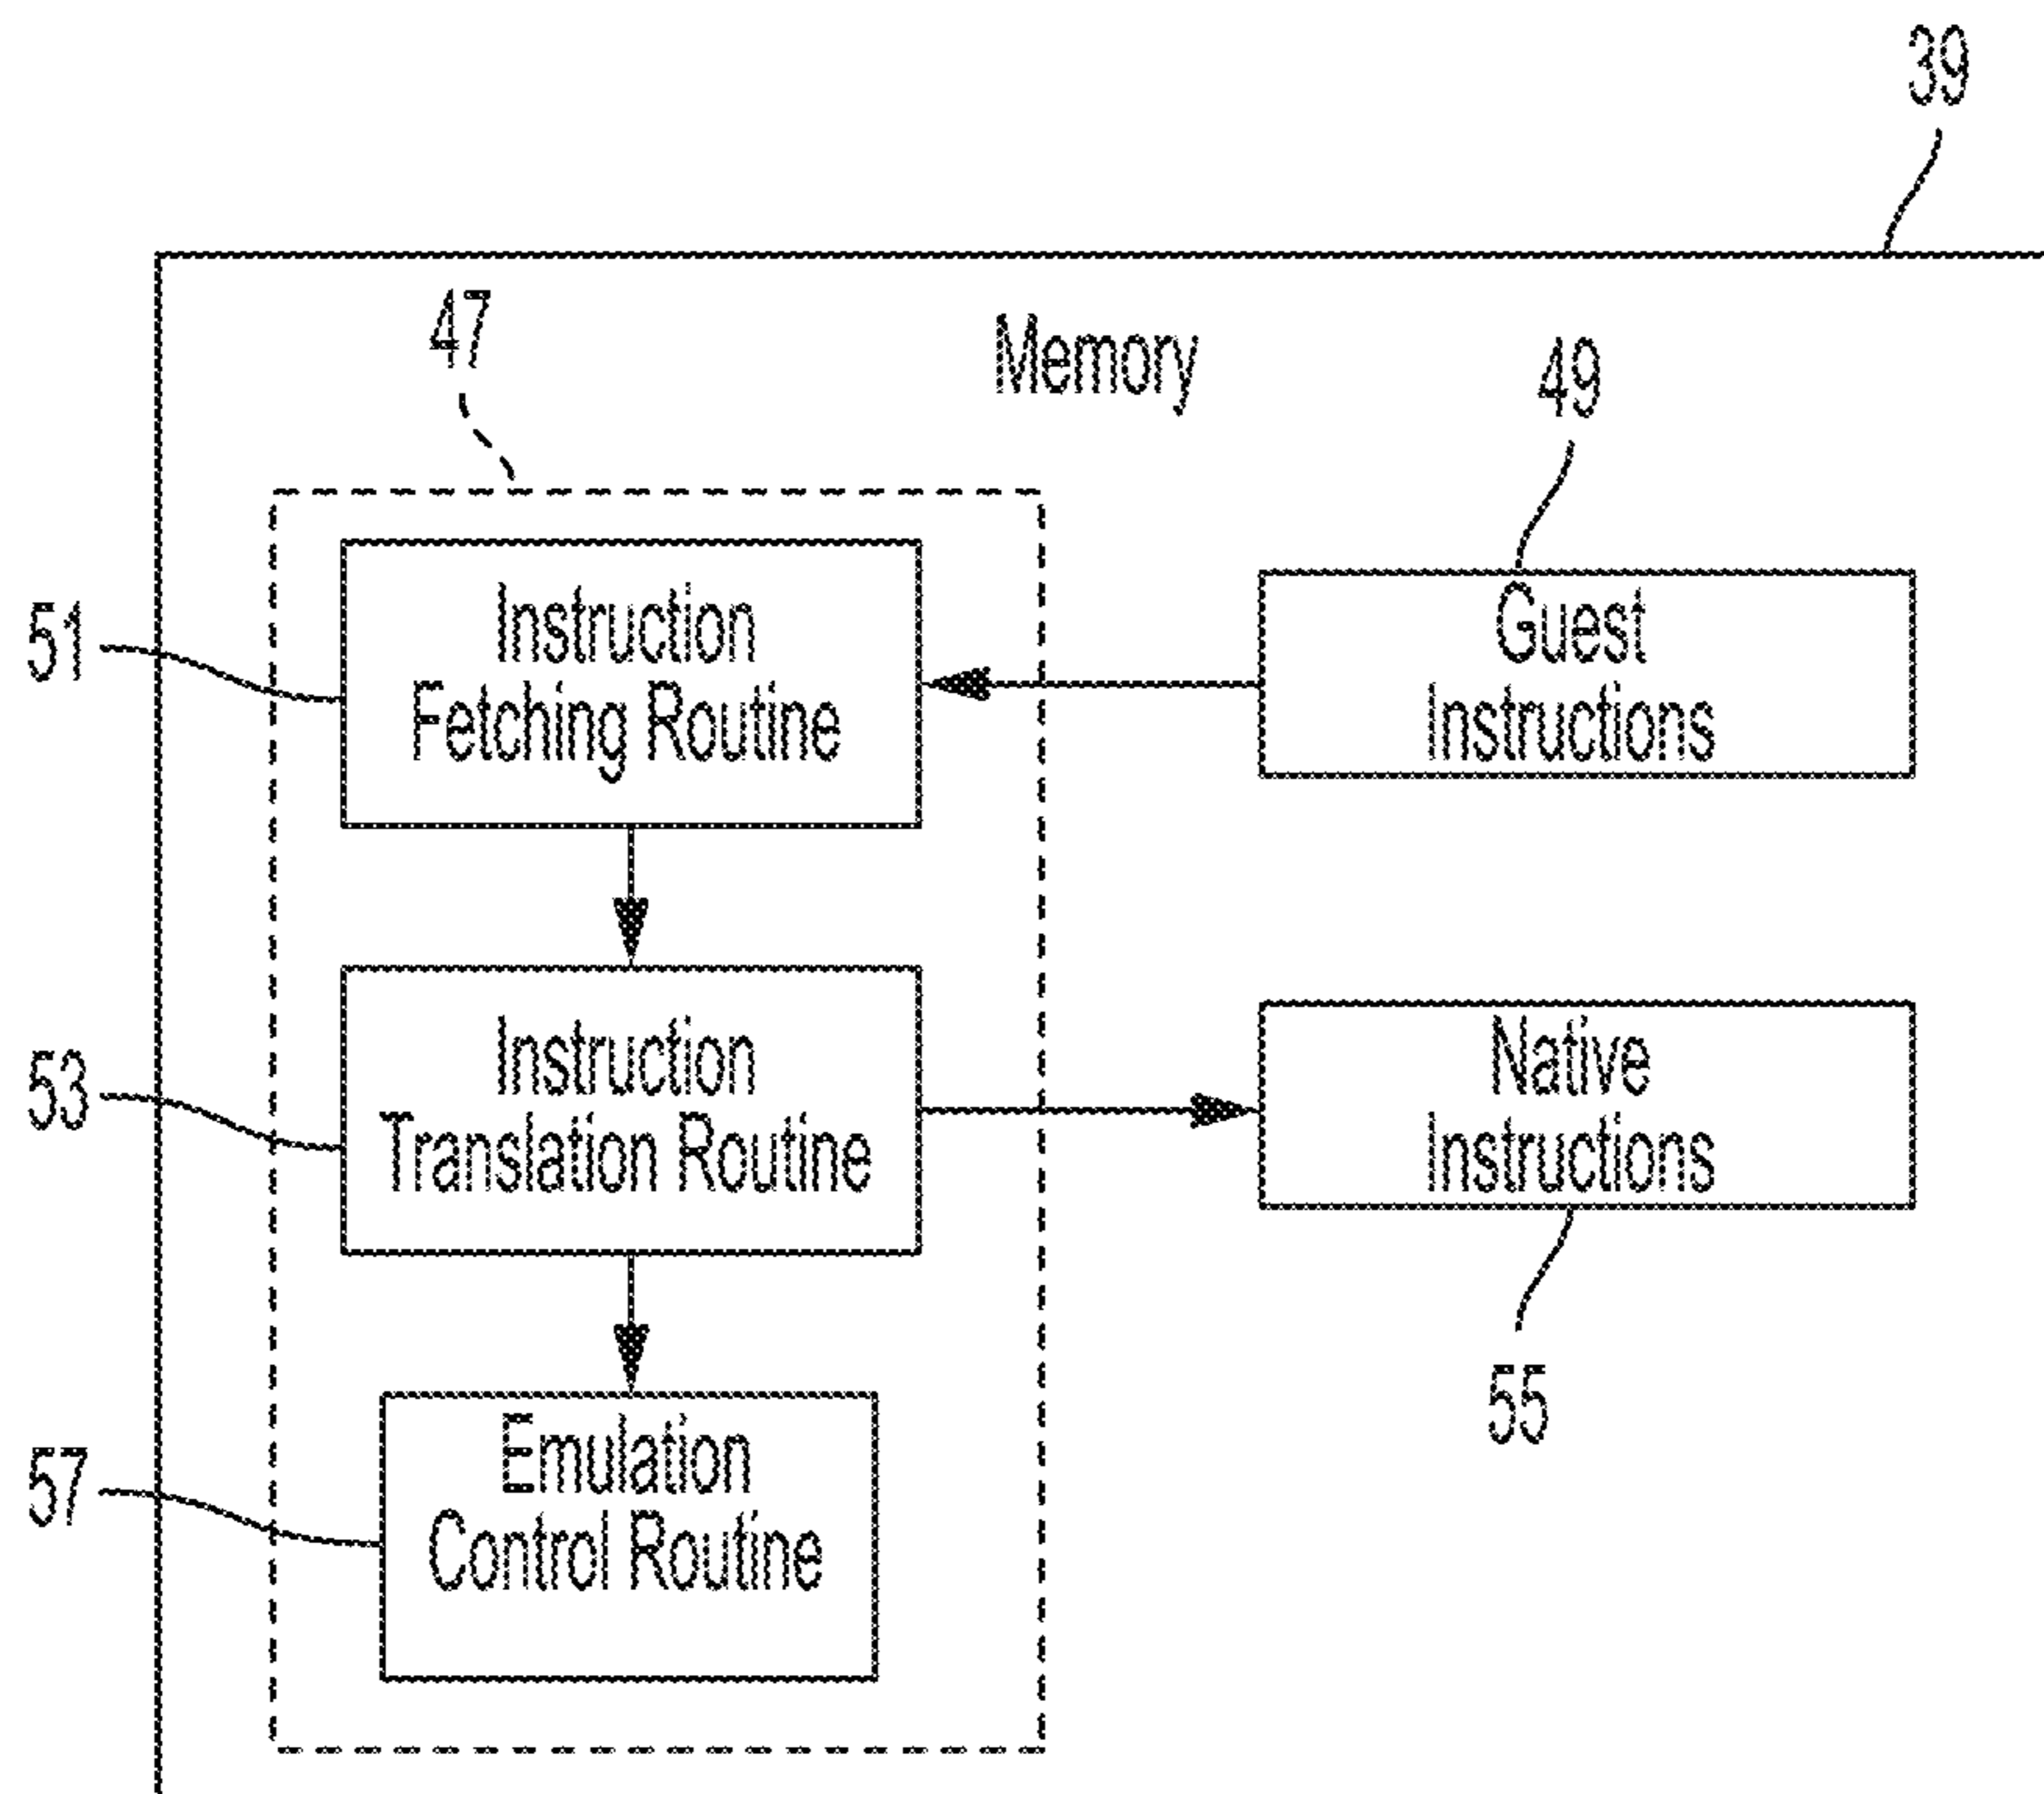 39
47
Memory
49
51
Instruction
Fetching Routine
Guest
Instructions
53
Instruction
Translation Routine
Native
Instructions
55
57
Emulation
Control Routine